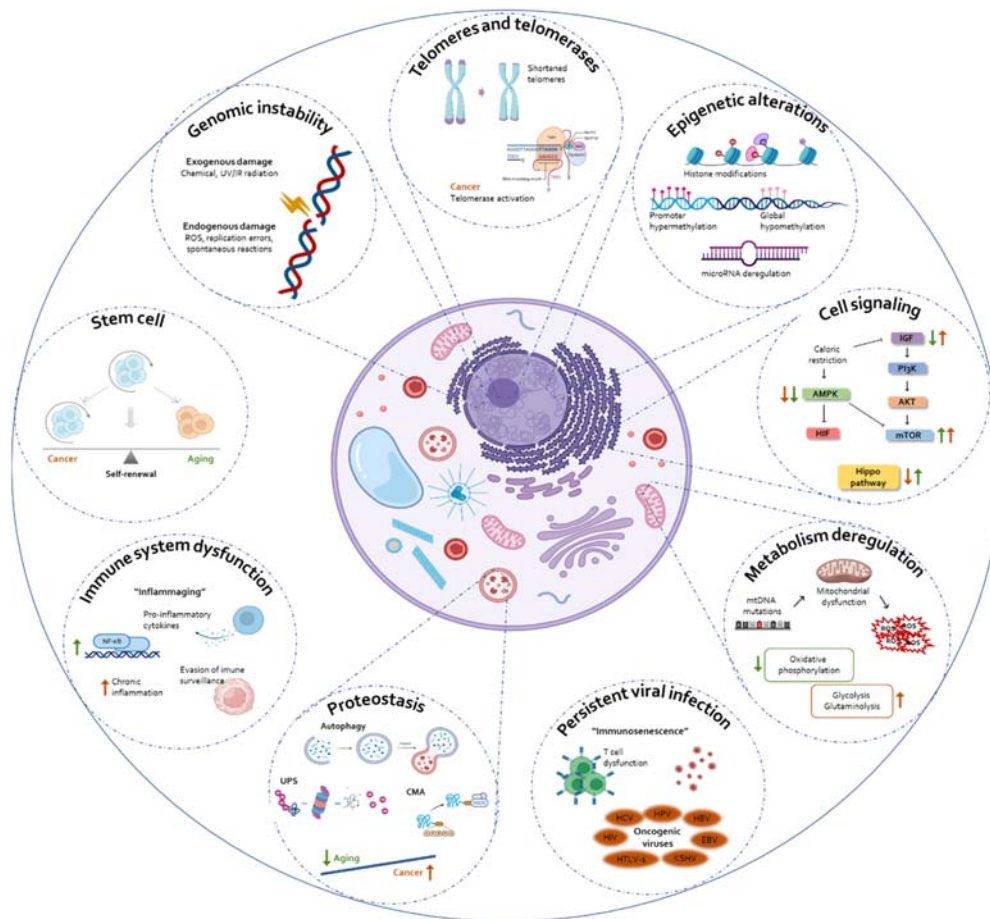 Telomeres and telomerases
Shortaned
telomeres
Cancer
Telomerase activation
Genomic instability
Exogenous damage
Chemical, UV/IR radiation
Endogenous damage
ROS, replication errors,
spontaneous reactions
Epigenetic alterations
Histone modifications
Promoter
hypermethylation
Global
hypomethylation
microRNA deregulation
Stem cell
Cancer
Self-renewal
Aging
Cell signaling
Caloric
restriction
IGF
PI3K
AMPK
AKT
HIF
mTOR
Hippo
pathway
Immune system dysfunction
"Inflammaging"
Pro-inflammatory
cytokines
NF-κB
Evasion of imune
surveillance
Chronic
inflammation
Metabolism deregulation
mtDNA
mutations
Mitochondrial
dysfunction
ROS
ROS
ROS
ROS
Oxidative
phosphorylation
Glycolysis
Glutaminolysis
Proteostasis
Autophagy
UPS
CMA
Aging
Cancer
Persistent viral infection
"Immunosenescence"
T cell
dysfunction
HCV
HPV
HBV
HIV
Oncogenic
viruses
EBV
HTLV-1
KSHV